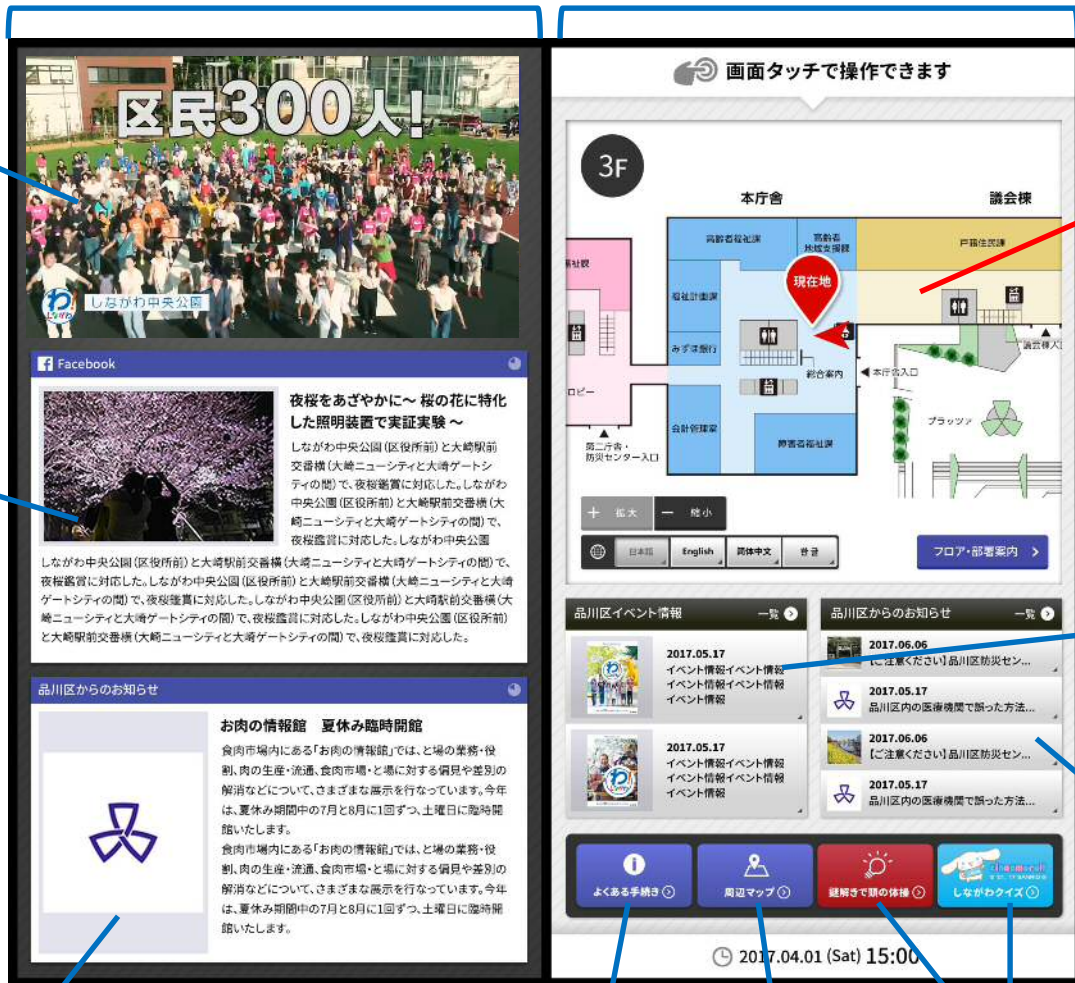 区民300人!
わ!
しながわ
しながわ中央公園
Facebook
夜桜をあざやかに～ 桜の花に特化
した照明装置で実証実験 ～
しながわ中央公園(区役所前)と大崎駅前
交番横(大崎ニューシティと大崎ゲートシ
ティの間)で、夜桜鑑賞に対応した。しながわ
中央公園(区役所前)と大崎駅前交番横(大
崎ニューシティと大崎ゲートシティの間)で、
夜桜鑑賞に対応した。しながわ中央公園
しながわ中央公園(区役所前)と大崎駅前交番横(大崎ニューシティと大崎ゲートシティの間)で、
夜桜鑑賞に対応した。しながわ中央公園(区役所前)と大崎駅前交番横(大崎ニューシティと大崎
ゲートシティの間)で、夜桜鑑賞に対応した。しながわ中央公園(区役所前)と大崎駅前交番横(大
崎ニューシティと大崎ゲートシティの間)で、夜桜鑑賞に対応した。しながわ中央公園(区役所前)
と大崎駅前交番横(大崎ニューシティと大崎ゲートシティの間)で、夜桜鑑賞に対応した。
品川区からのお知らせ
お肉の情報館 夏休み臨時開館
食肉市場内にある「お肉の情報館」では、と場の業務・役
割、肉の生産・流通、食肉市場・と場に対する偏見や差別の
解消などについて、さまざまな展示を行なっています。今年
は、夏休み期間中の7月と8月に1回ずつ、土曜日に臨時開
館いたします。
食肉市場内にある「お肉の情報館」では、と場の業務・役
割、肉の生産・流通、食肉市場・と場に対する偏見や差別の
解消などについて、さまざまな展示を行なっています。今年
は、夏休み期間中の7月と8月に1回ずつ、土曜日に臨時開
館いたします。
画面タッチで操作できます
3F
本庁舎
議会棟
高齢者福祉課
高齢者
地域支援課
戸籍住民課
福祉課
現在地
福祉計画課
みずほ銀行
総合案内
本庁舎入口
議会棟入
ロビー
会計管理室
障害者福祉課
プラッツァ
第二庁舎・
防災センター入口
＋ 拡大
－ 縮小
日本語
English
简体中文
한글
フロア・部署案内
品川区イベント情報
一覧
2017.05.17
イベント情報イベント情報
イベント情報イベント情報
イベント情報
2017.05.17
イベント情報イベント情報
イベント情報イベント情報
イベント情報
品川区からのお知らせ
一覧
2017.06.06
【ご注意ください】品川区防災セン...
2017.05.17
品川区内の医療機関で誤った方法...
2017.06.06
【ご注意ください】品川区防災セン...
2017.05.17
品川区内の医療機関で誤った方法...
よくある手続き
周辺マップ
謎解きで頭の体操
しながわクイズ
2017.04.01 (Sat) 15:00